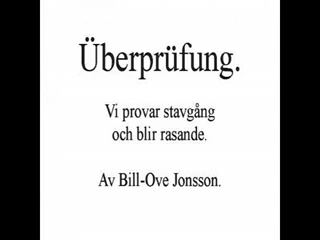 Überprüfung.
Vi provar stavgång
och blir rasande.
Av Bill-Ove Jonsson.